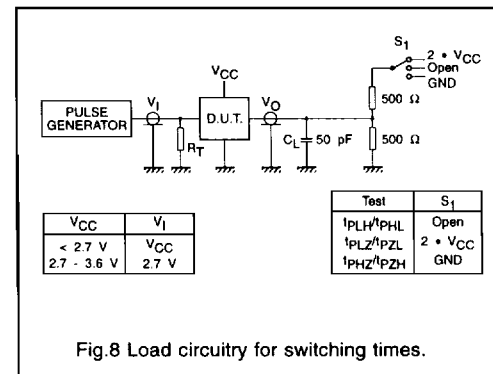 S1
2 • VCC
Open
GND
VCC
PULSE
GENERATOR
VI
D.U.T.
VO
RT
CL
50 pF
500 Ω
500 Ω
VCC VI
< 2.7 V VCC
2.7 - 3.6 V 2.7 V
Test S1
tPLH/tPHL Open
tPLZ/tPZL 2 • VCC
tPHZ/tPZH GND
Fig.8 Load circuitry for switching times.